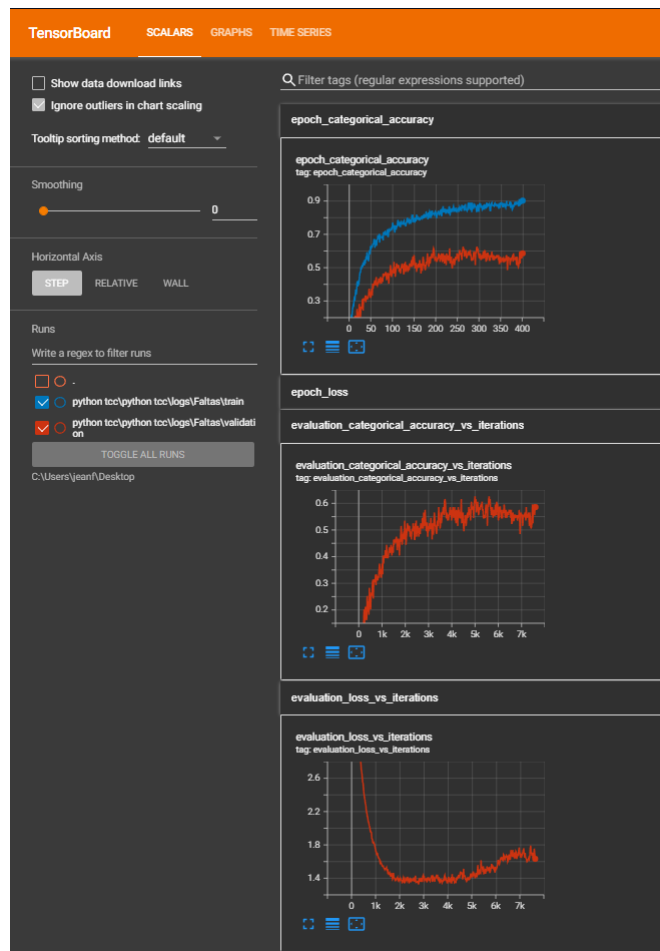 TensorBoard SCALARS GRAPHS TIME SERIES
Show data download links
Ignore outliers in chart scaling
Tooltip sorting method: default
Smoothing
0
Horizontal Axis
STEP RELATIVE WALL
Runs
Write a regex to filter runs
.
python tcc\python tcc\logs\Faltas\train
python tcc\python tcc\logs\Faltas\validati
on
TOGGLE ALL RUNS
C:\Users\jeanf\Desktop
Filter tags (regular expressions supported)
epoch_categorical_accuracy
epoch_categorical_accuracy
tag: epoch_categorical_accuracy
0.9
0.7
0.5
0.3
0 50 100 150 200 250 300 350 400
epoch_loss
evaluation_categorical_accuracy_vs_iterations
evaluation_categorical_accuracy_vs_iterations
tag: evaluation_categorical_accuracy_vs_iterations
0.6
0.5
0.4
0.3
0.2
0 1k 2k 3k 4k 5k 6k 7k
evaluation_loss_vs_iterations
evaluation_loss_vs_iterations
tag: evaluation_loss_vs_iterations
2.6
2.2
1.8
1.4
0 1k 2k 3k 4k 5k 6k 7k